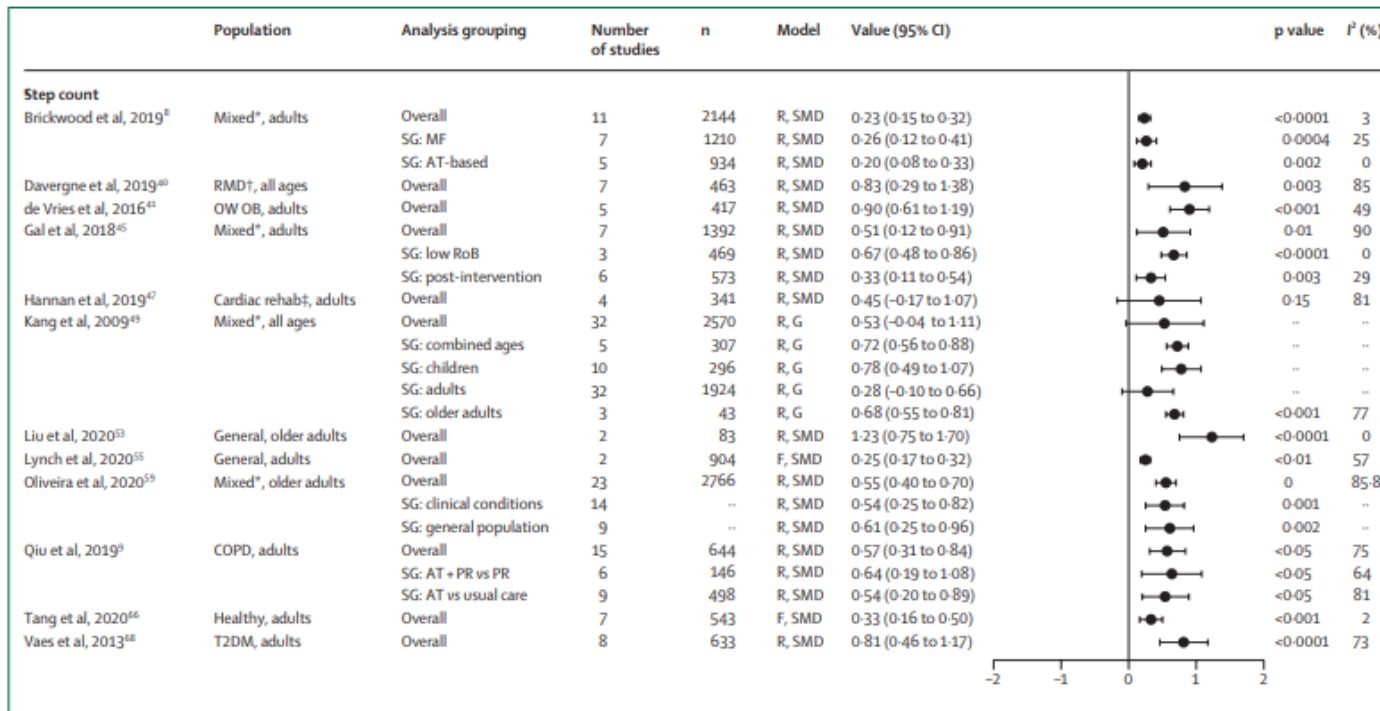 Population Analysis grouping Number of studies n Model Value (95% CI) p value I² (%)
Step count
Brickwood et al, 2019⁸ Mixed*, adults Overall 11 2144 R, SMD 0·23 (0·15 to 0·32) <0·0001 3
SG: MF 7 1210 R, SMD 0·26 (0·12 to 0·41) 0·0004 25
SG: AT-based 5 934 R, SMD 0·20 (0·08 to 0·33) 0·002 0
Davergne et al, 2019⁴⁰ RMD†, all ages Overall 7 463 R, SMD 0·83 (0·29 to 1·38) 0·003 85
de Vries et al, 2016⁴¹ OW OB, adults Overall 5 417 R, SMD 0·90 (0·61 to 1·19) <0·001 49
Gal et al, 2018⁴⁵ Mixed*, adults Overall 7 1392 R, SMD 0·51 (0·12 to 0·91) 0·01 90
SG: low RoB 3 469 R, SMD 0·67 (0·48 to 0·86) <0·0001 0
SG: post-intervention 6 573 R, SMD 0·33 (0·11 to 0·54) 0·003 29
Hannan et al, 2019⁴⁷ Cardiac rehab‡, adults Overall 4 341 R, SMD 0·45 (−0·17 to 1·07) 0·15 81
Kang et al, 2009⁴⁹ Mixed*, all ages Overall 32 2570 R, G 0·53 (−0·04 to 1·11) ·· ··
SG: combined ages 5 307 R, G 0·72 (0·56 to 0·88) ·· ··
SG: children 10 296 R, G 0·78 (0·49 to 1·07) ·· ··
SG: adults 32 1924 R, G 0·28 (−0·10 to 0·66) ·· ··
SG: older adults 3 43 R, G 0·68 (0·55 to 0·81) <0·001 77
Liu et al, 2020⁵³ General, older adults Overall 2 83 R, SMD 1·23 (0·75 to 1·70) <0·0001 0
Lynch et al, 2020⁵⁵ General, adults Overall 2 904 F, SMD 0·25 (0·17 to 0·32) <0·01 57
Oliveira et al, 2020⁵⁹ Mixed*, older adults Overall 23 2766 R, SMD 0·55 (0·40 to 0·70) 0 85·8
SG: clinical conditions 14 ·· R, SMD 0·54 (0·25 to 0·82) 0·001 ··
SG: general population 9 ·· R, SMD 0·61 (0·25 to 0·96) 0·002 ··
Qiu et al, 2019⁹ COPD, adults Overall 15 644 R, SMD 0·57 (0·31 to 0·84) <0·05 75
SG: AT + PR vs PR 6 146 R, SMD 0·64 (0·19 to 1·08) <0·05 64
SG: AT vs usual care 9 498 R, SMD 0·54 (0·20 to 0·89) <0·05 81
Tang et al, 2020⁶⁶ Healthy, adults Overall 7 543 F, SMD 0·33 (0·16 to 0·50) <0·001 2
Vaes et al, 2013⁶⁸ T2DM, adults Overall 8 633 R, SMD 0·81 (0·46 to 1·17) <0·0001 73
−2 −1 0 1 2